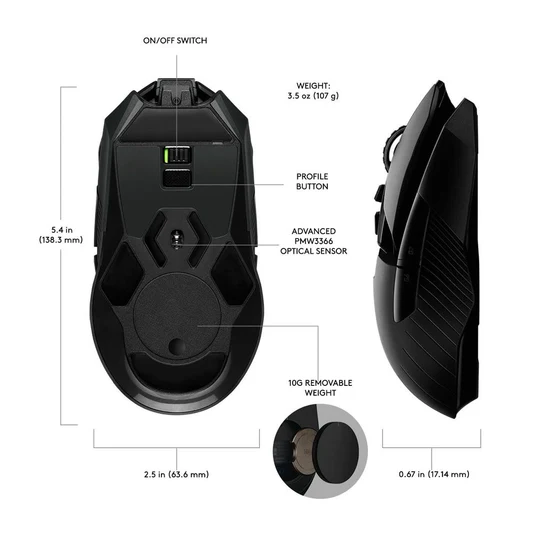 ON/OFF SWITCH
WEIGHT:
3.5 oz (107 g)
PROFILE
BUTTON
5.4 in
(138.3 mm)
ADVANCED
PMW3366
OPTICAL SENSOR
10G REMOVABLE
WEIGHT
2.5 in (63.6 mm)
0.67 in (17.14 mm)